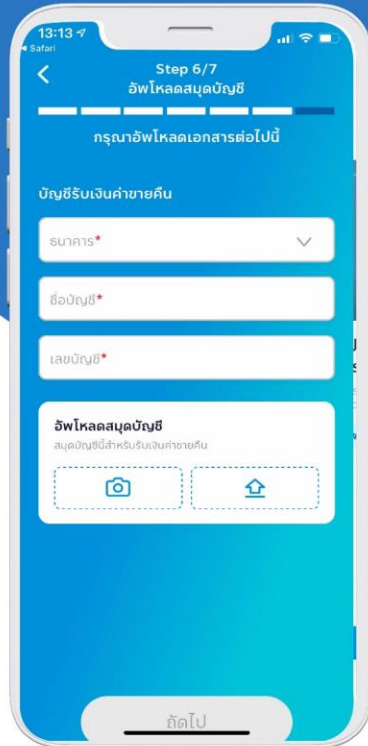 13:13
Safari
Step 6/7
อัพโหลดสมุดบัญชี
กรุณาอัพโหลดเอกสารต่อไปนี้
บัญชีรับเงินค่าขายคืน
ธนาคาร*
ชื่อบัญชี*
เลขบัญชี*
อัพโหลดสมุดบัญชี
สมุดบัญชีนี้สำหรับรับเงินค่าขายคืน
ถัดไป